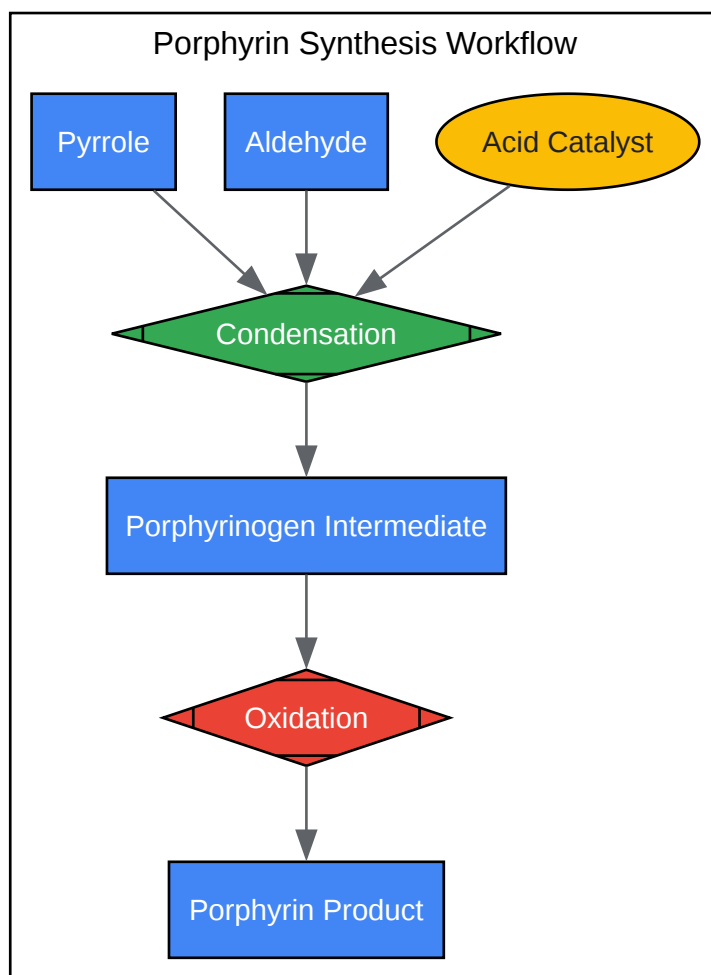 Porphyrin Synthesis Workflow
Pyrrole
Aldehyde
Acid Catalyst
Condensation
Porphyrinogen Intermediate
Oxidation
Porphyrin Product